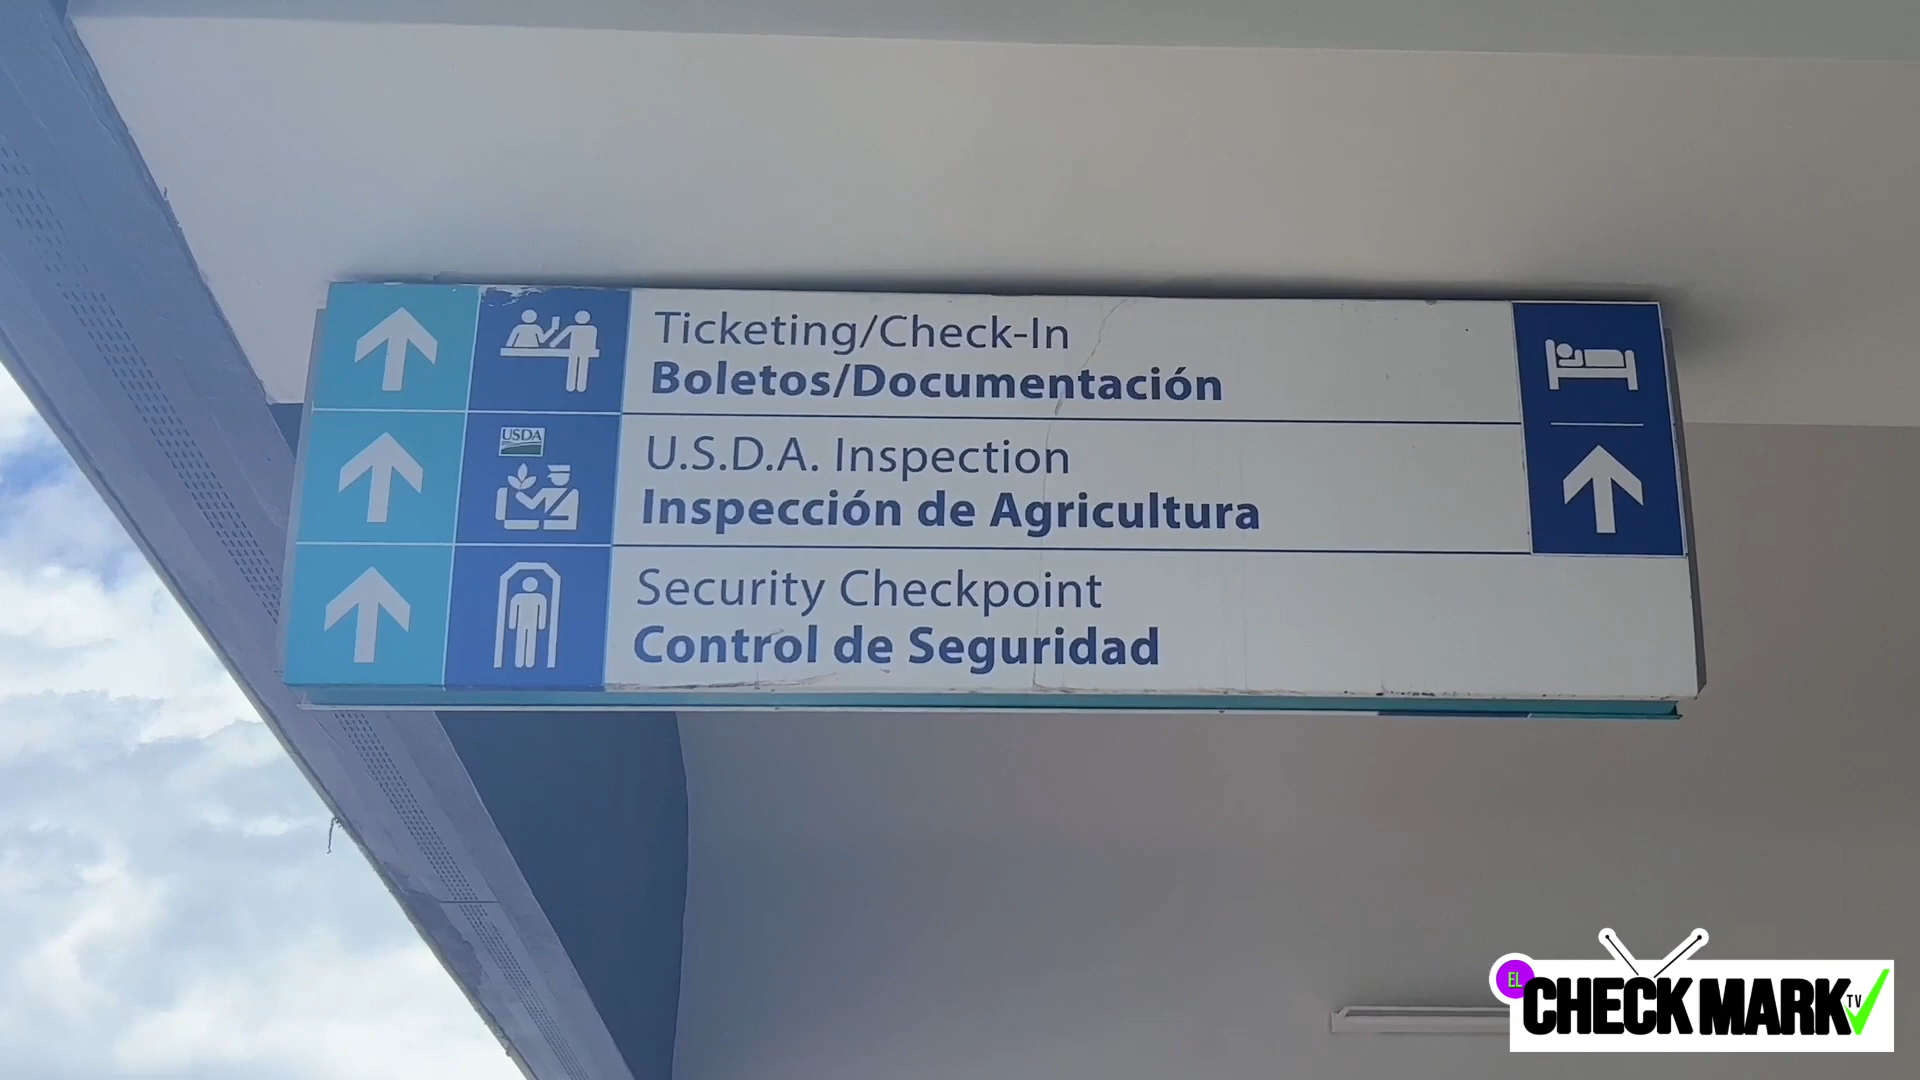 Ticketing/Check-In
Boletos/Documentación
USDA
U.S.D.A. Inspection
Inspección de Agricultura
Security Checkpoint
Control de Seguridad
EL
CHECK MARK
TV